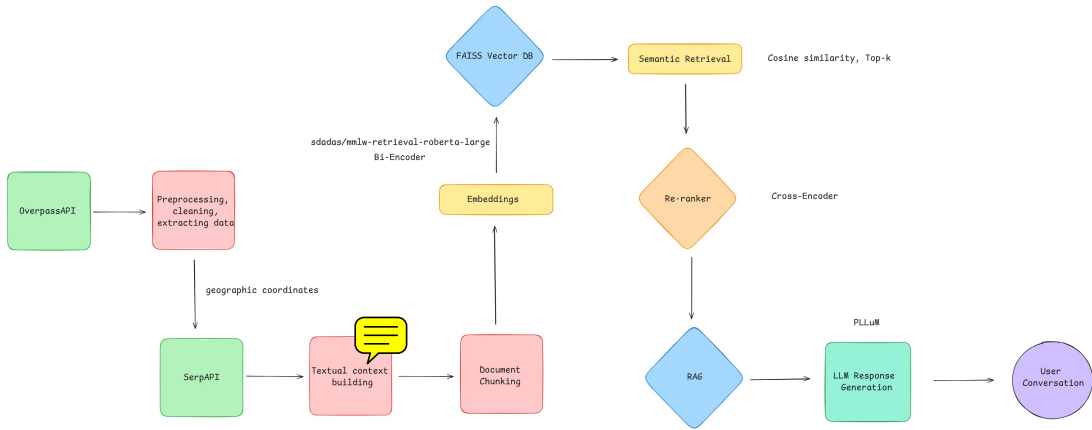 OverpassAPI
Preprocessing,
cleaning,
extracting data
geographic coordinates
SerpAPI
Textual context
building
Document
Chunking
Embeddings
sdadas/mmlw-retrieval-roberta-large
Bi-Encoder
FAISS Vector DB
Semantic Retrieval
Cosine similarity, Top-k
Re-ranker
Cross-Encoder
RAG
PLLuM
LLM Response
Generation
User
Conversation